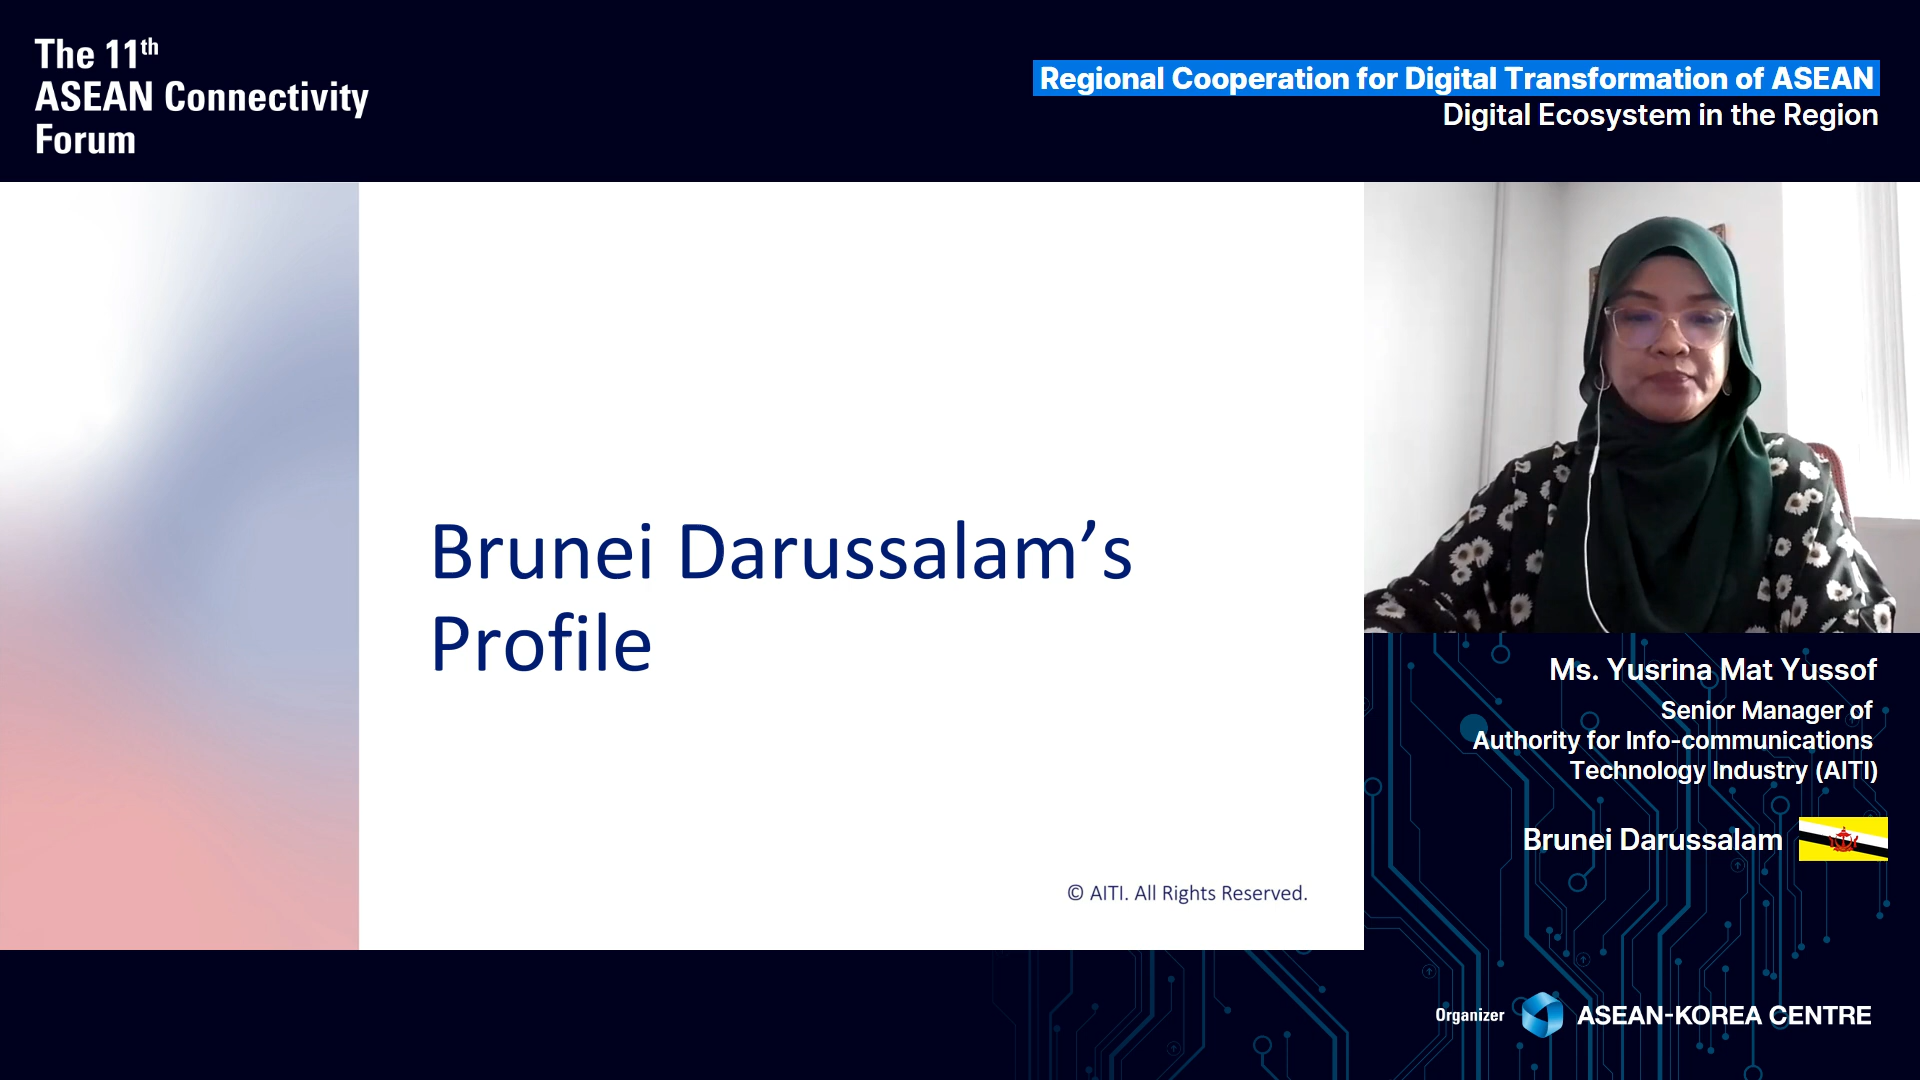 The 11th
ASEAN Connectivity
Forum
Regional Cooperation for Digital Transformation of ASEAN
Digital Ecosystem in the Region
Brunei Darussalam’s
Profile
© AITI. All Rights Reserved.
Ms. Yusrina Mat Yussof
Senior Manager of
Authority for Info-communications
Technology Industry (AITI)
Brunei Darussalam
Organizer ASEAN-KOREA CENTRE